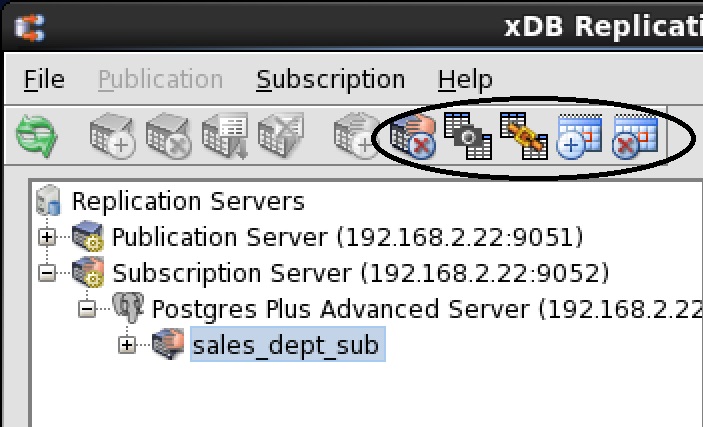 xDB Replicati
File Publication Subscription Help
Replication Servers
Publication Server (192.168.2.22:9051)
Subscription Server (192.168.2.22:9052)
Postgres Plus Advanced Server (192.168.2.22
sales_dept_sub